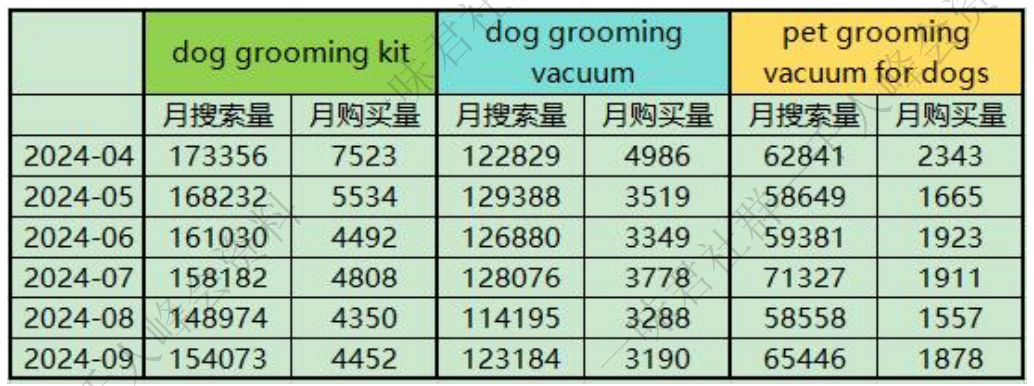 dog grooming kit
dog grooming
vacuum
pet grooming
vacuum for dogs
月搜索量 月购买量 月搜索量 月购买量 月搜索量 月购买量
2024-04 173356 7523 122829 4986 62841 2343
2024-05 168232 5534 129388 3519 58649 1665
2024-06 161030 4492 126880 3349 59381 1923
2024-07 158182 4808 128076 3778 71327 1911
2024-08 148974 4350 114195 3288 58558 1557
2024-09 154073 4452 123184 3190 65446 1878